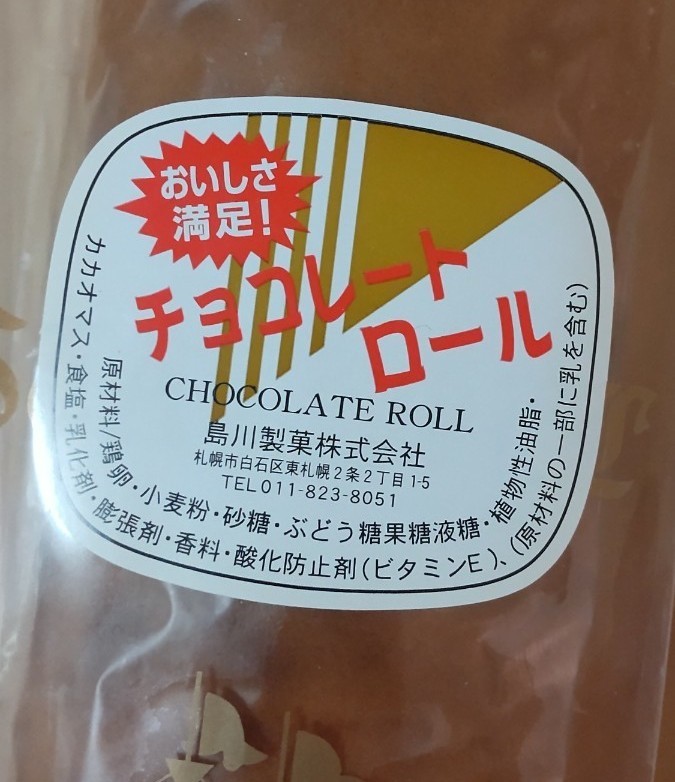 おいしさ
満足!
チョコレート
ロール
CHOCOLATE ROLL
島川製菓株式会社
札幌市白石区東札幌2条2丁目1-5
TEL 011-823-8051
原材料/鶏卵・小麦粉・砂糖・ぶどう糖果糖液糖・植物性油脂・
カカオマス・食塩・乳化剤・膨張剤・香料・酸化防止剤(ビタミンE)、(原材料の一部に乳を含む)